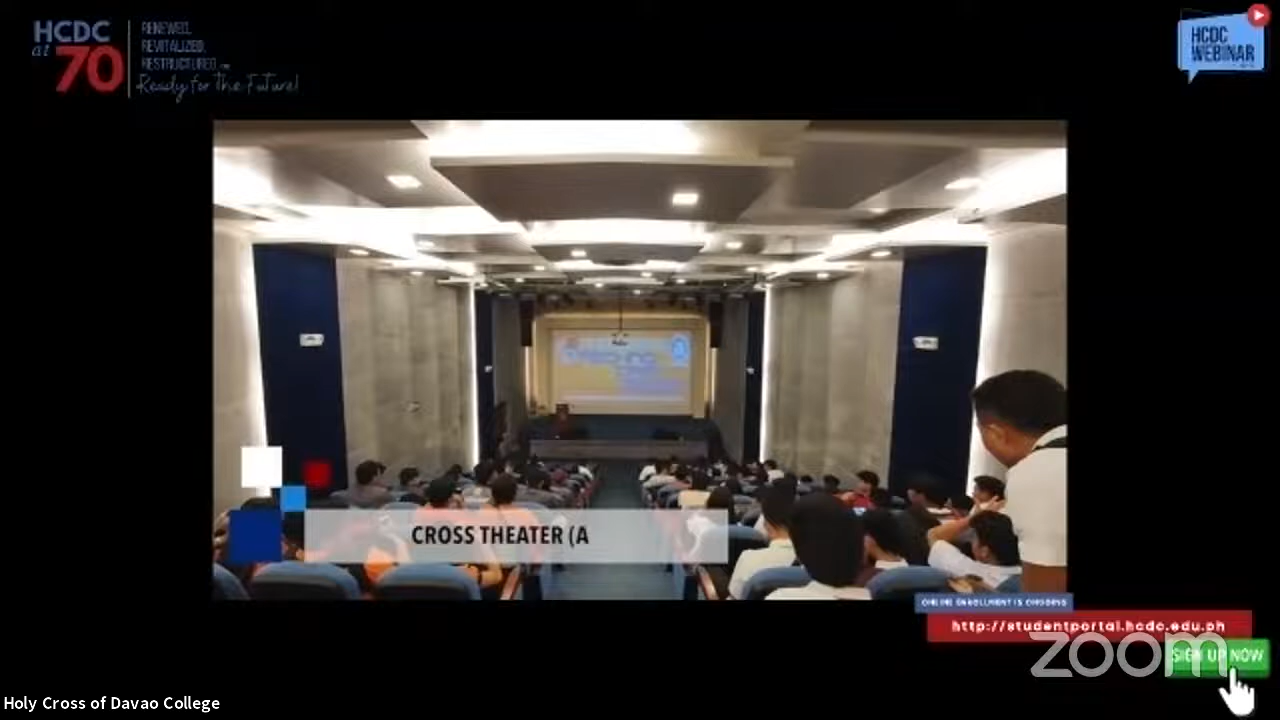 HCDC
at
70
RENEWED,
REVITALIZED,
RESTRUCTURED
Ready for the Future!
HCDC
WEBINAR
CROSS THEATER (A
ONLINE ENROLLMENT IS ONGOING
http://studentportal.hcdc.edu.ph
zoom
SIGN UP NOW
Holy Cross of Davao College